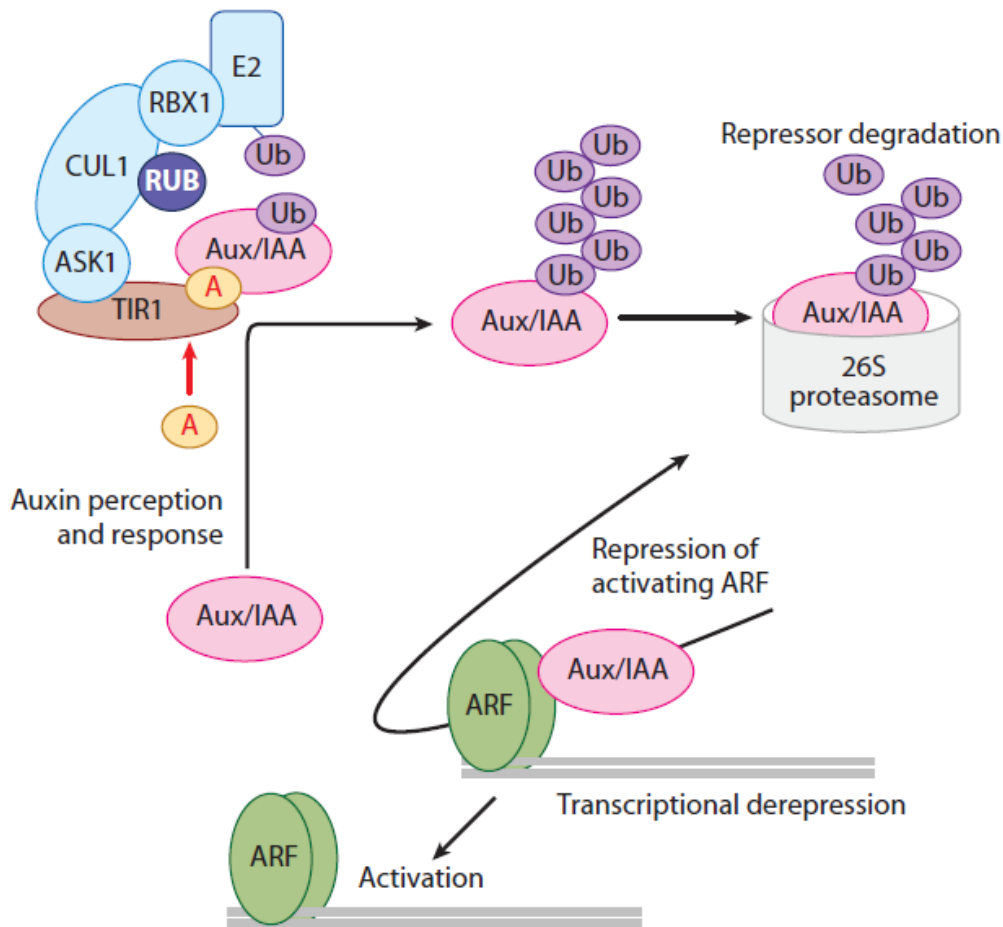 E2
RBX1
CUL1
RUB
Ub
Ub
Aux/IAA
ASK1
A
TIR1
A
Auxin perception
and response
Aux/IAA
Ub
Ub
Ub
Ub
Ub
Ub
Ub
Aux/IAA
Repressor degradation
Ub
Ub
Ub
Ub
Ub
Ub
Aux/IAA
26S
proteasome
Repression of
activating ARF
Aux/IAA
ARF
Transcriptional derepression
ARF
Activation